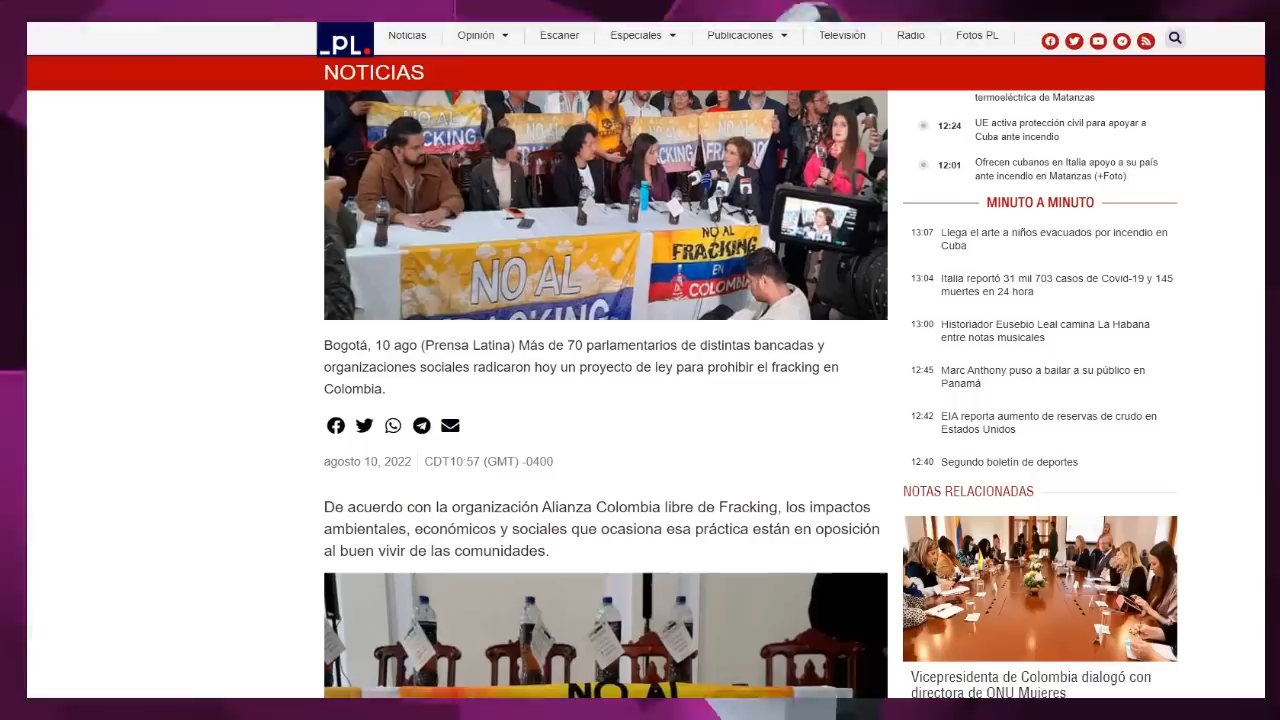 _PL.
Noticias
Opinión
Escaner
Especiales
Publicaciones
Televisión
Radio
Fotos PL
NOTICIAS
NO AL
FRACKING
NO AL
NO AL
FRACKING
NO AL
NO AL
FRACKING
NO AL
FRACKING
EN
COLOMBIA
Bogotá, 10 ago (Prensa Latina) Más de 70 parlamentarios de distintas bancadas y
organizaciones sociales radicaron hoy un proyecto de ley para prohibir el fracking en
Colombia.
agosto 10, 2022
CDT10:57 (GMT) -0400
De acuerdo con la organización Alianza Colombia libre de Fracking, los impactos
ambientales, económicos y sociales que ocasiona esa práctica están en oposición
al buen vivir de las comunidades.
NO AL
termoeléctrica de Matanzas
12:24 UE activa protección civil para apoyar a
Cuba ante incendio
12:01 Ofrecen cubanos en Italia apoyo a su país
ante incendio en Matanzas (+Foto)
MINUTO A MINUTO
13:07 Llega el arte a niños evacuados por incendio en
Cuba
13:04 Italia reportó 31 mil 703 casos de Covid-19 y 145
muertes en 24 hora
13:00 Historiador Eusebio Leal camina La Habana
entre notas musicales
12:45 Marc Anthony puso a bailar a su público en
Panamá
12:42 EIA reporta aumento de reservas de crudo en
Estados Unidos
12:40 Segundo boletín de deportes
NOTAS RELACIONADAS
Vicepresidenta de Colombia dialogó con
directora de ONU Mujeres